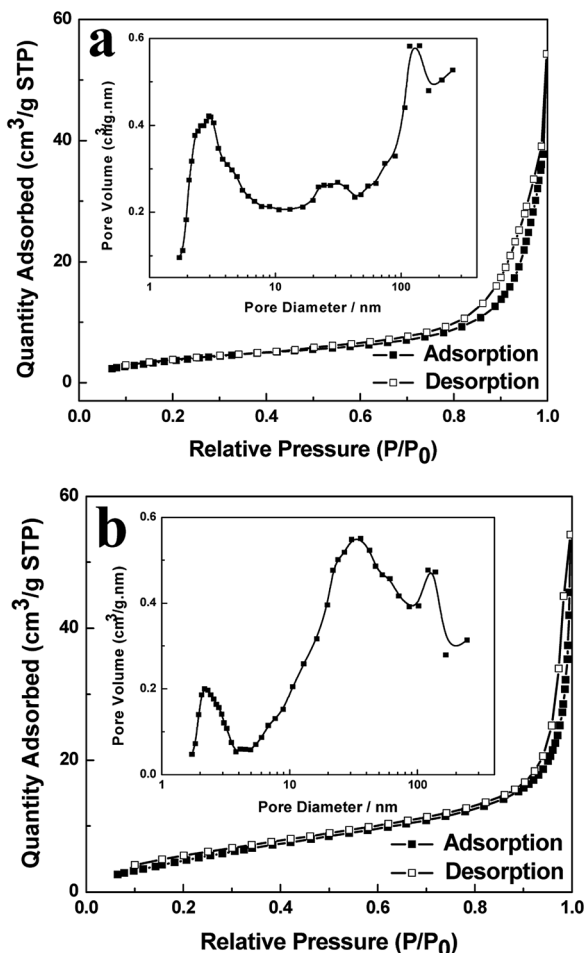 a
60
40
20
0
Quantity Adsorbed (cm³/g STP)
0.6
0.4
0.2
Pore Volume (cm³/g.nm)
1
10
100
Pore Diameter / nm
Adsorption
Desorption
0.0
0.2
0.4
0.6
0.8
1.0
Relative Pressure (P/P₀)
b
60
40
20
0
Quantity Adsorbed (cm³/g STP)
0.6
0.4
0.2
0.0
Pore Volume (cm³/g.nm)
1
10
100
Pore Diameter / nm
Adsorption
Desorption
0.0
0.2
0.4
0.6
0.8
1.0
Relative Pressure (P/P₀)